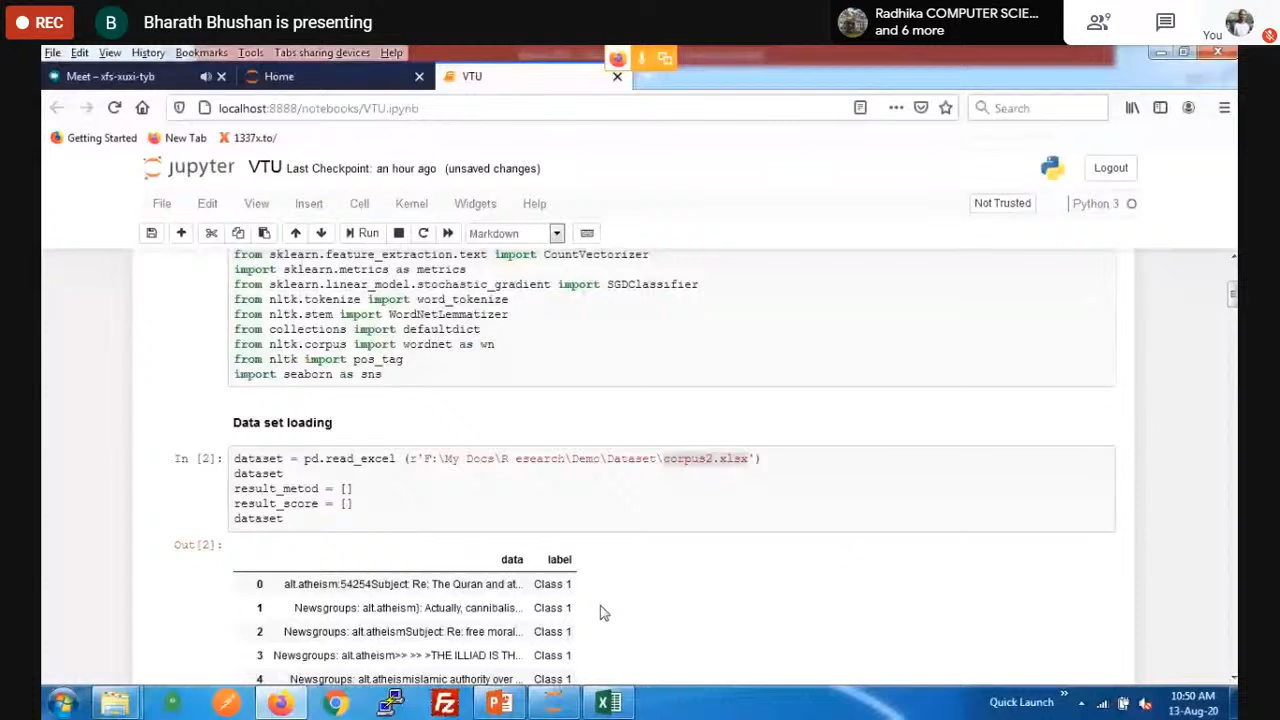 REC
B
Bharath Bhushan is presenting
Radhika COMPUTER SCIE...
and 6 more
9
You
File Edit View History Bookmarks Tools Tabs sharing devices Help
Meet – xfs-xuxi-tyb
Home
VTU
localhost:8888/notebooks/VTU.ipynb
Search
Getting Started New Tab 1337x.to/
jupyter VTU Last Checkpoint: an hour ago (unsaved changes)
Logout
File Edit View Insert Cell Kernel Widgets Help
Not Trusted
Python 3
Run
Markdown
from sklearn.feature_extraction.text import CountVectorizer
import sklearn.metrics as metrics
from sklearn.linear_model.stochastic_gradient import SGDClassifier
from nltk.tokenize import word_tokenize
from nltk.stem import WordNetLemmatizer
from collections import defaultdict
from nltk.corpus import wordnet as wn
from nltk import pos_tag
import seaborn as sns
Data set loading
In [2]: dataset = pd.read_excel (r'F:\My Docs\R esearch\Demo\Dataset\corpus2.xlsx')
dataset
result_metod = []
result_score = []
dataset
Out[2]:
data label
0 alt.atheism:54254Subject: Re: The Quran and at... Class 1
1 Newsgroups: alt.atheism}: Actually, cannibalis... Class 1
2 Newsgroups: alt.atheismSubject: Re: free moral... Class 1
3 Newsgroups: alt.atheism>> >> >THE ILLIAD IS TH... Class 1
4 Newsgroups: alt.atheismislamic authority over ... Class 1
Quick Launch
10:50 AM
13-Aug-20